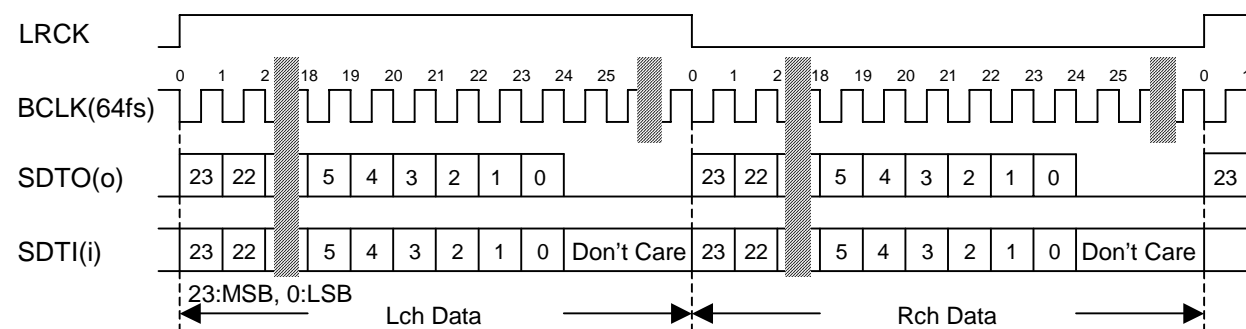 LRCK
0 1 2 18 19 20 21 22 23 24 25 0 1 2 18 19 20 21 22 23 24 25 0 1
BCLK(64fs)
SDTO(o) 23 22 5 4 3 2 1 0 23 22 5 4 3 2 1 0 23
SDTI(i) 23 22 5 4 3 2 1 0 Don't Care 23 22 5 4 3 2 1 0 Don't Care
23:MSB, 0:LSB
Lch Data Rch Data